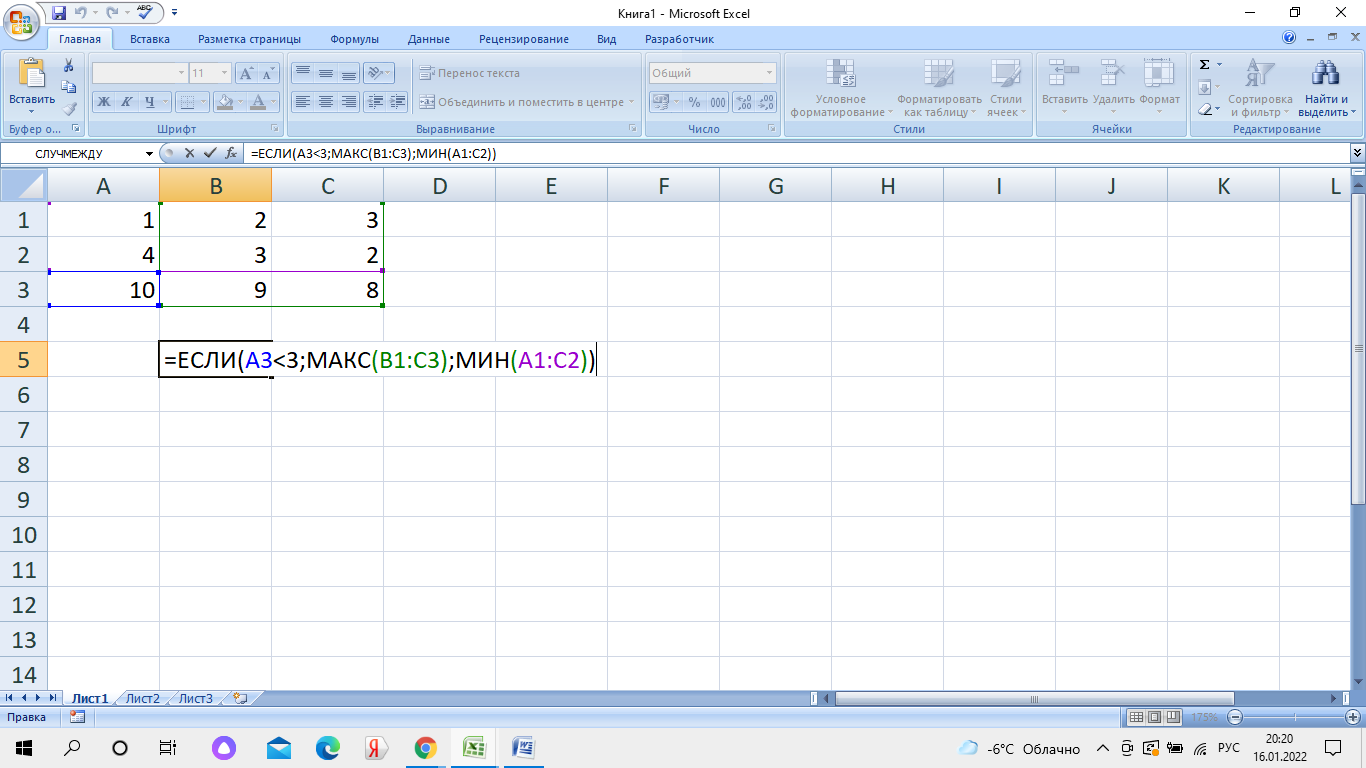 Книга1 - Microsoft Excel
Главная Вставка Разметка страницы Формулы Данные Рецензирование Вид Разработчик
Вставить
Буфер о...
11
Ж К Ч
Шрифт
Перенос текста
Объединить и поместить в центре
Выравнивание
Общий
% 000
Число
Условное форматирование
Форматировать как таблицу
Стили ячеек
Стили
Вставить Удалить Формат
Ячейки
Σ
Сортировка и фильтр
Найти и выделить
Редактирование
СЛУЧМЕЖДУ
fx =ЕСЛИ(A3<3;МАКС(B1:C3);МИН(A1:C2))
A B C D E F G H I J K L
1 1 2 3
2 4 3 2
3 10 9 8
4
5 =ЕСЛИ(A3<3;МАКС(B1:C3);МИН(A1:C2))
6
7
8
9
10
11
12
13
14
Лист1 Лист2 Лист3
Правка 175%
-6°C Облачно РУС 20:20
16.01.2022